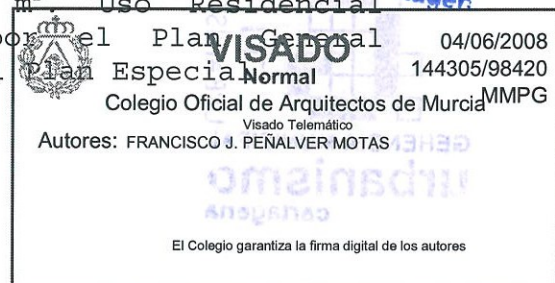 m². Uso Residencial
por el Plan General
Plan Especial.
VISADO
Normal
04/06/2008
144305/98420
MMPG
Colegio Oficial de Arquitectos de Murcia
Visado Telemático
Autores: FRANCISCO J. PEÑALVER MOTAS
urbanismo
cartagena
El Colegio garantiza la firma digital de los autores